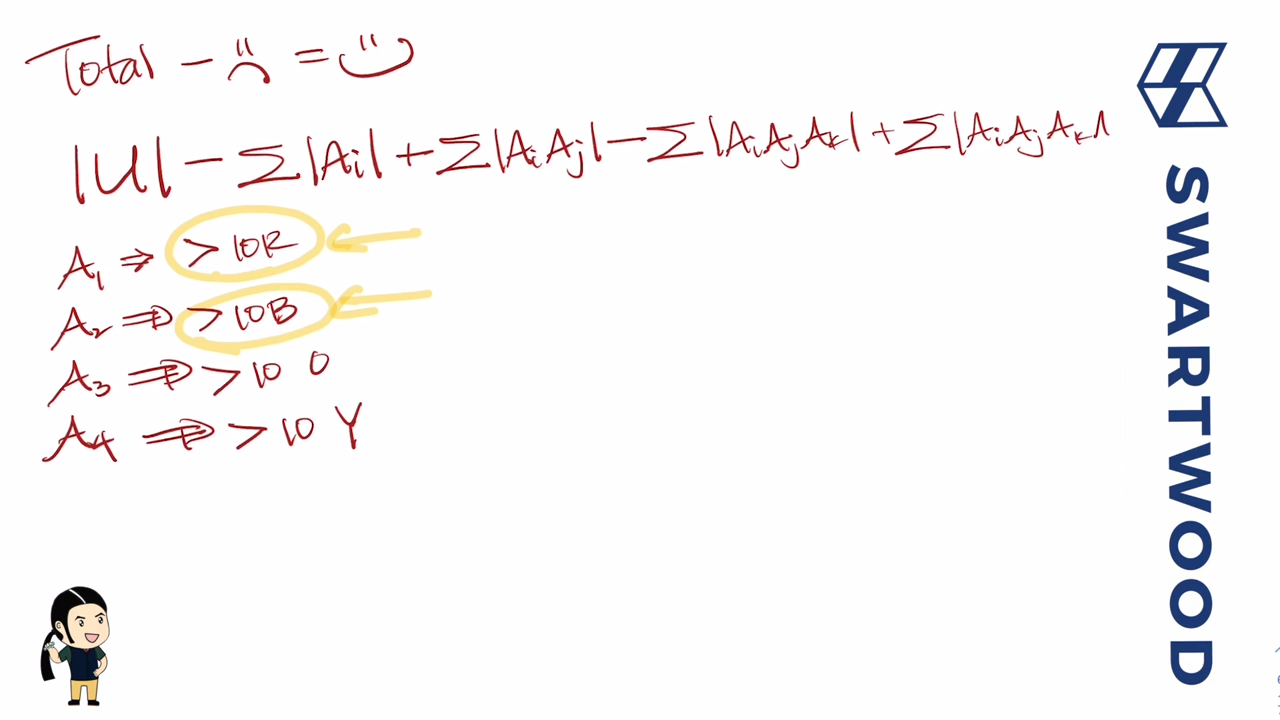 Total - ☹ = ☺
|U| - Σ|Ai| + Σ|AiAj| - Σ|AiAjAk| + Σ|AiAjAk
A1 ⇒ > 10R
A2 ⇒ > 10B
A3 ⇒ > 10 O
A4 ⇒ > 10 Y
SWARTWOOD